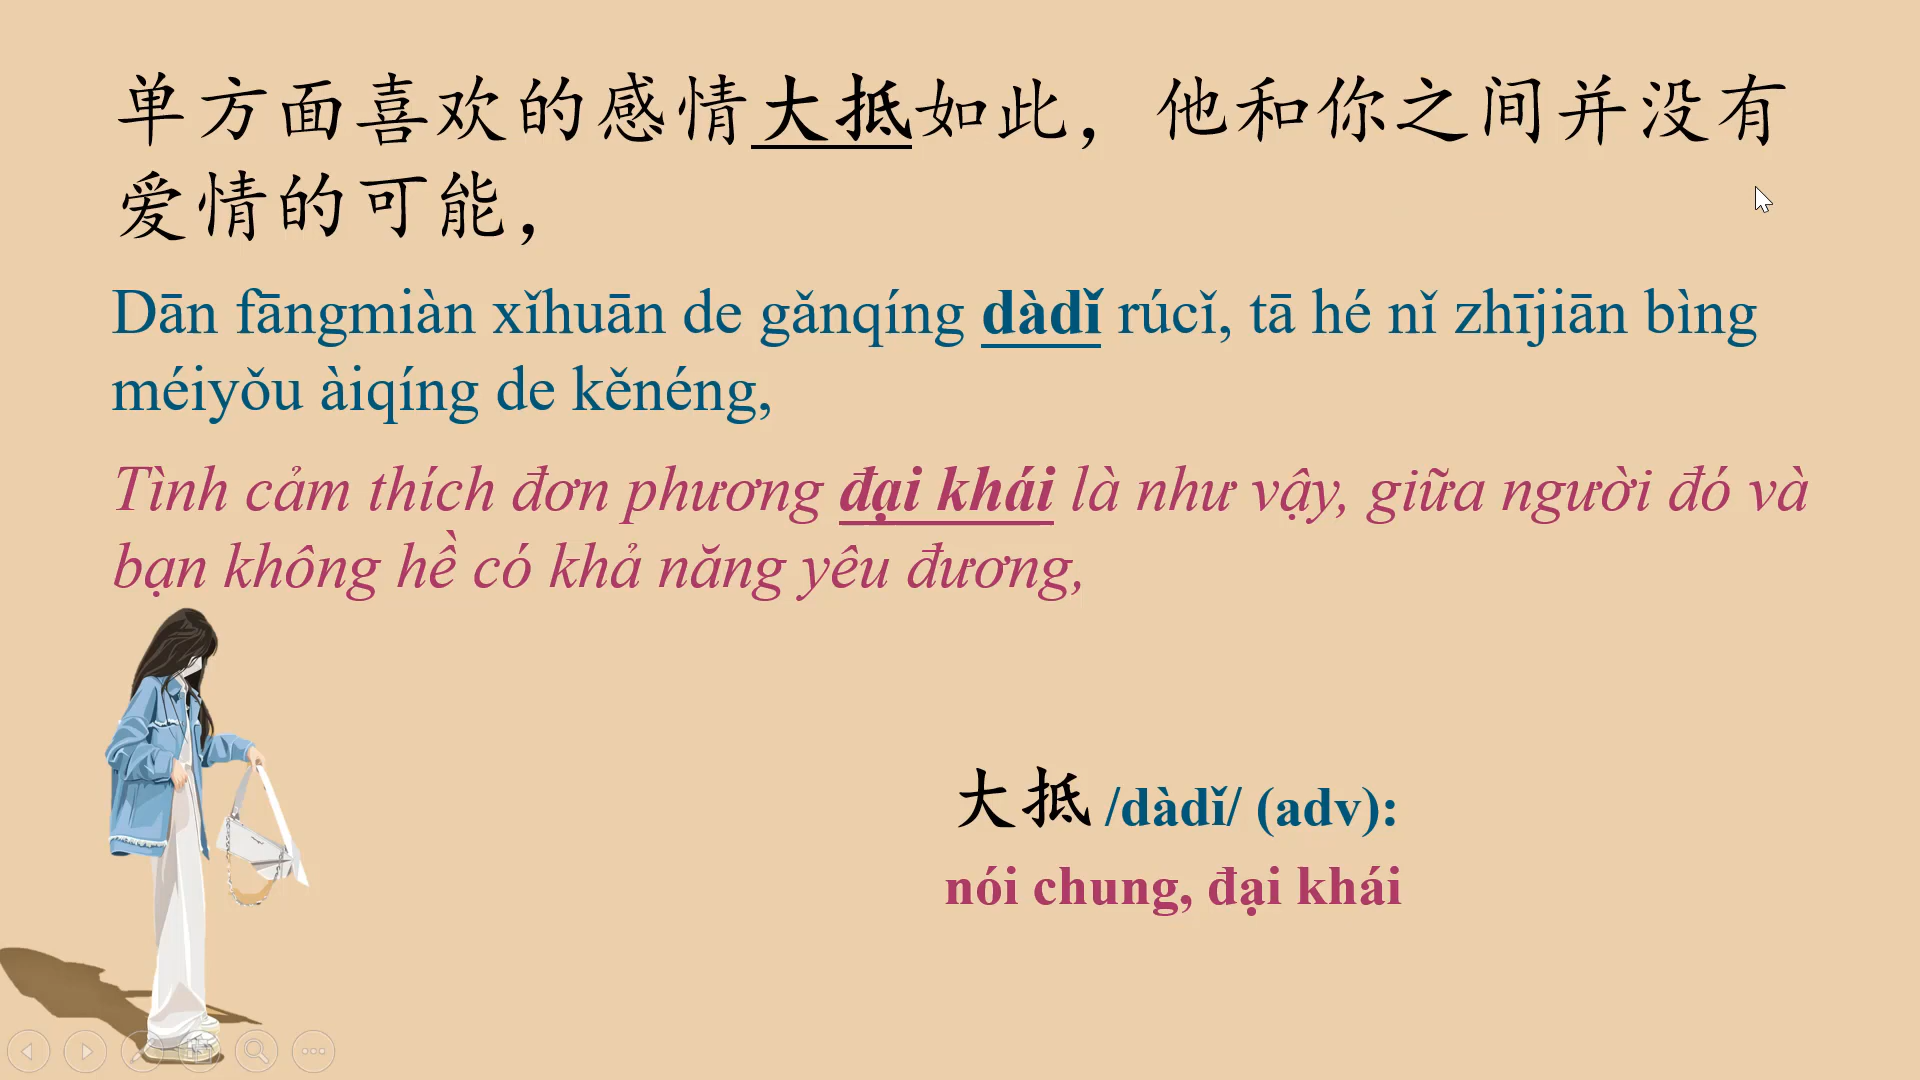 单方面喜欢的感情大抵如此，他和你之间并没有
爱情的可能，
Dān fāngmiàn xǐhuān de gǎnqíng dàdǐ rúcǐ, tā hé nǐ zhījiān bìng
méiyǒu àiqíng de kěnéng,
Tình cảm thích đơn phương đại khái là như vậy, giữa người đó và
bạn không hề có khả năng yêu đương,
大抵 /dàdǐ/ (adv):
nói chung, đại khái